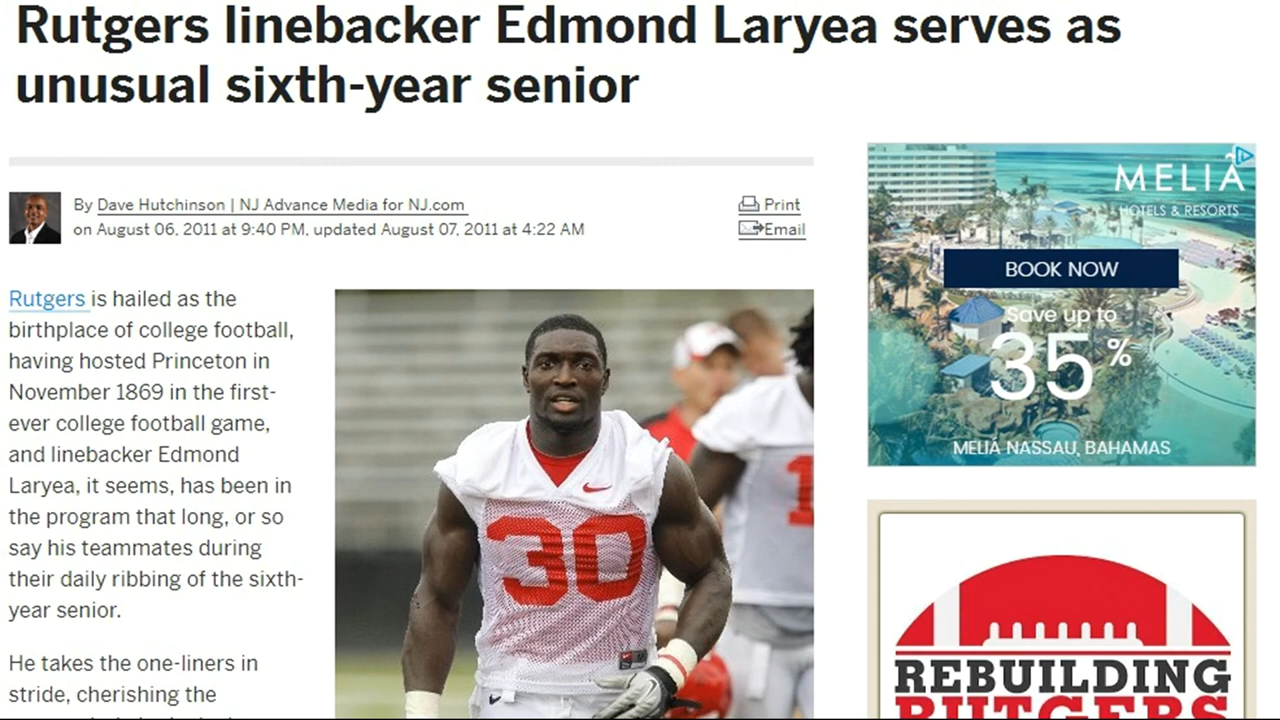 Rutgers linebacker Edmond Laryea serves as
unusual sixth-year senior
By Dave Hutchinson | NJ Advance Media for NJ.com
on August 06, 2011 at 9:40 PM, updated August 07, 2011 at 4:22 AM
Print
Email
Rutgers is hailed as the
birthplace of college football,
having hosted Princeton in
November 1869 in the first-
ever college football game,
and linebacker Edmond
Laryea, it seems, has been in
the program that long, or so
say his teammates during
their daily ribbing of the sixth-
year senior.
He takes the one-liners in
stride, cherishing the
30
1
MELIÁ
HOTELS & RESORTS
BOOK NOW
Save up to
35%
MELIÁ NASSAU, BAHAMAS
REBUILDING
RUTGERS